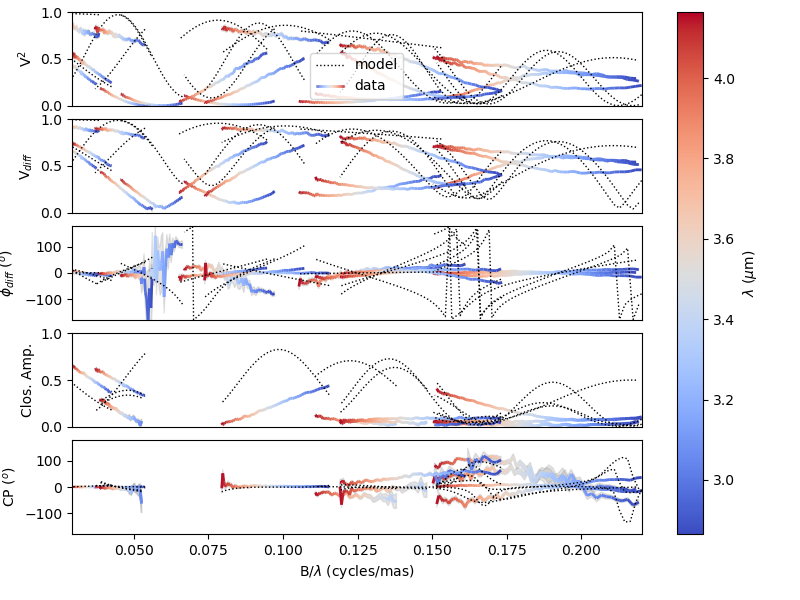 1.0
0.5
0.0
V²
model
data
1.0
0.5
0.0
V_diff
100
0
−100
ϕ_diff (°)
1.0
0.5
0.0
Clos. Amp.
100
0
−100
CP (°)
0.050 0.075 0.100 0.125 0.150 0.175 0.200
B/λ (cycles/mas)
4.0
3.8
3.6
3.4
3.2
3.0
λ (μm)